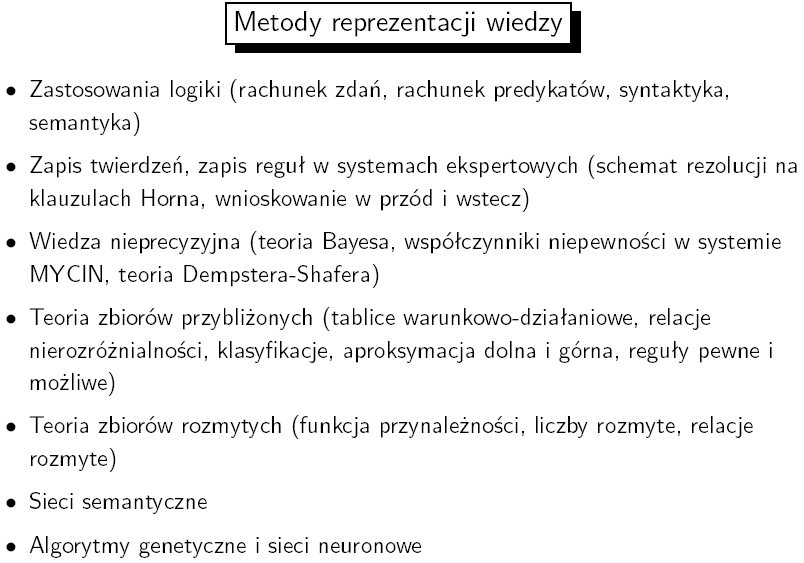 Metody reprezentacji wiedzy
• Zastosowania logiki (rachunek zdań, rachunek predykatów, syntaktyka,
semantyka)
• Zapis twierdzeń, zapis reguł w systemach ekspertowych (schemat rezolucji na
klauzulach Horna, wnioskowanie w przód i wstecz)
• Wiedza nieprecyzyjna (teoria Bayesa, współczynniki niepewności w systemie
MYCIN, teoria Dempstera-Shafera)
• Teoria zbiorów przybliżonych (tablice warunkowo-działaniowe, relacje
nierozróżnialności, klasyfikacje, aproksymacja dolna i górna, reguły pewne i
możliwe)
• Teoria zbiorów rozmytych (funkcja przynależności, liczby rozmyte, relacje
rozmyte)
• Sieci semantyczne
• Algorytmy genetyczne i sieci neuronowe